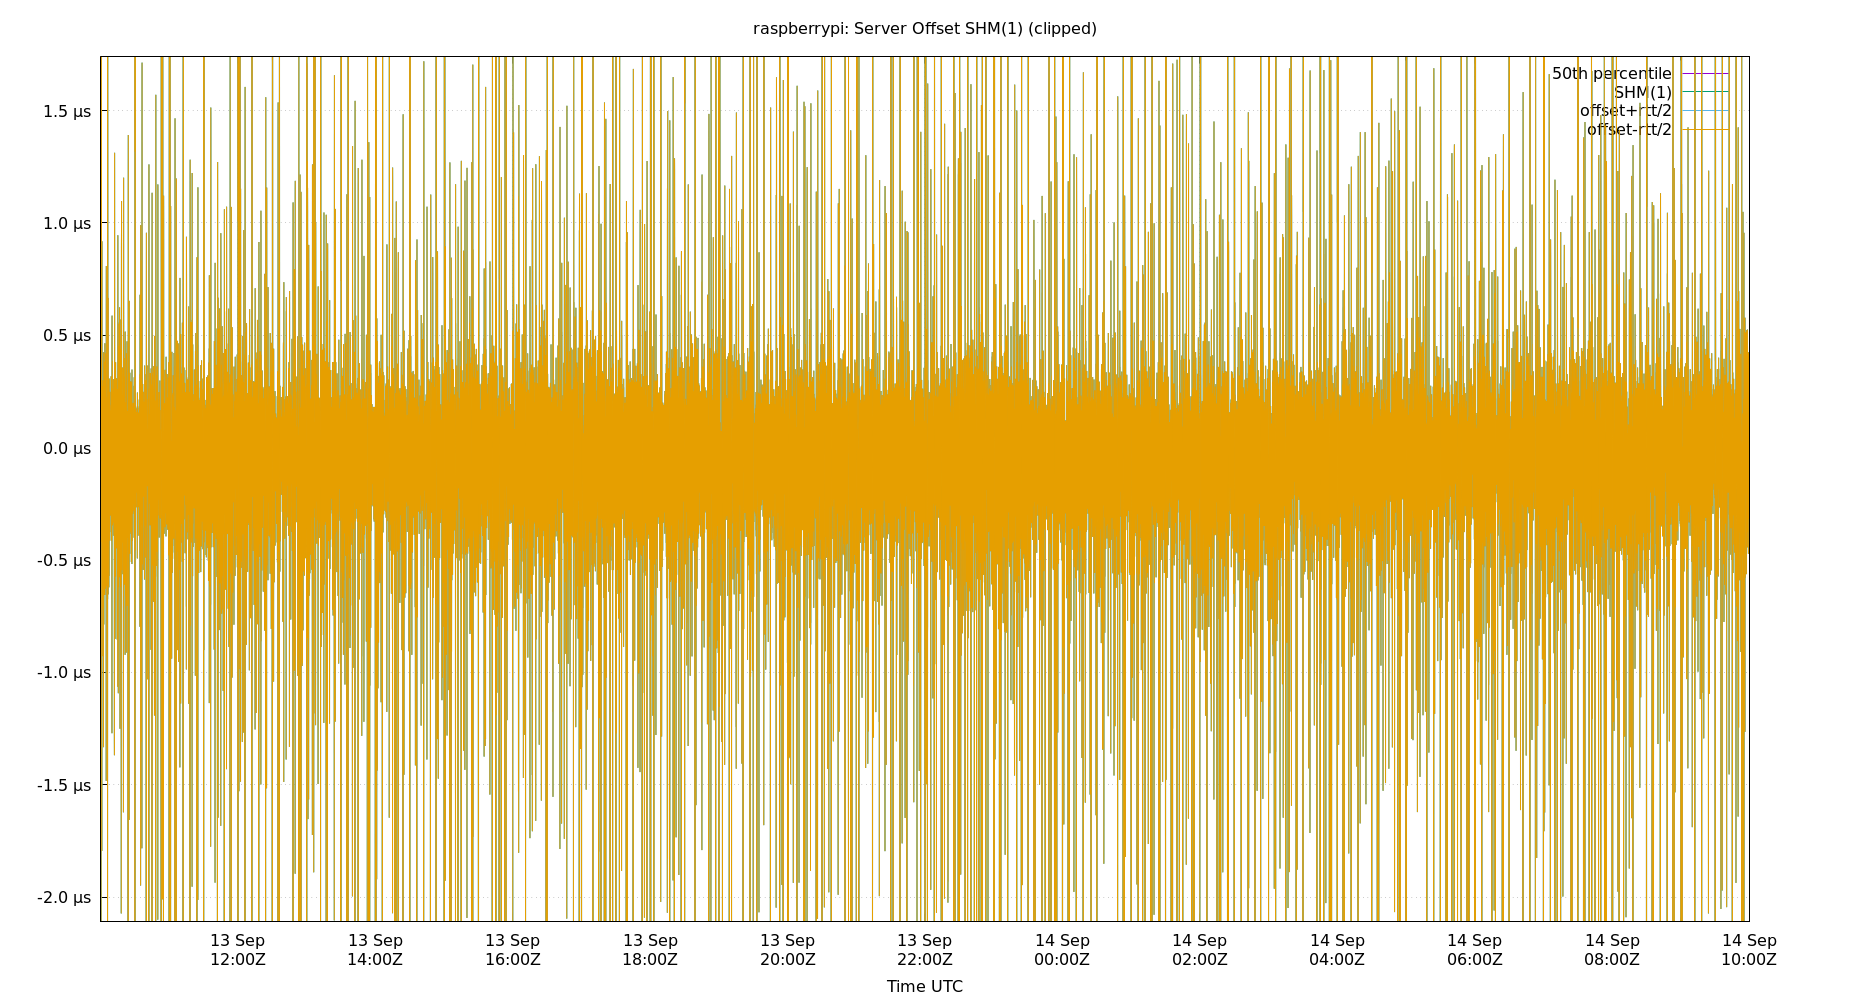 raspberrypi: Server Offset SHM(1) (clipped)
50th percentile
SHM(1)
offset+rtt/2
offset-rtt/2
1.5 µs
1.0 µs
0.5 µs
0.0 µs
-0.5 µs
-1.0 µs
-1.5 µs
-2.0 µs
13 Sep 13 Sep 13 Sep 13 Sep 13 Sep 13 Sep 14 Sep 14 Sep 14 Sep 14 Sep 14 Sep 14 Sep
12:00Z 14:00Z 16:00Z 18:00Z 20:00Z 22:00Z 00:00Z 02:00Z 04:00Z 06:00Z 08:00Z 10:00Z
Time UTC